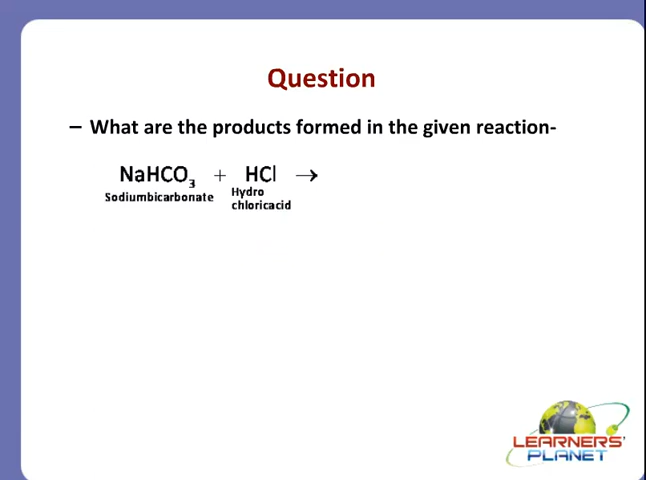 Question
– What are the products formed in the given reaction-
NaHCO₃ + HCl →
Sodiumbicarbonate Hydro
chloricacid
LEARNERS'
PLANET